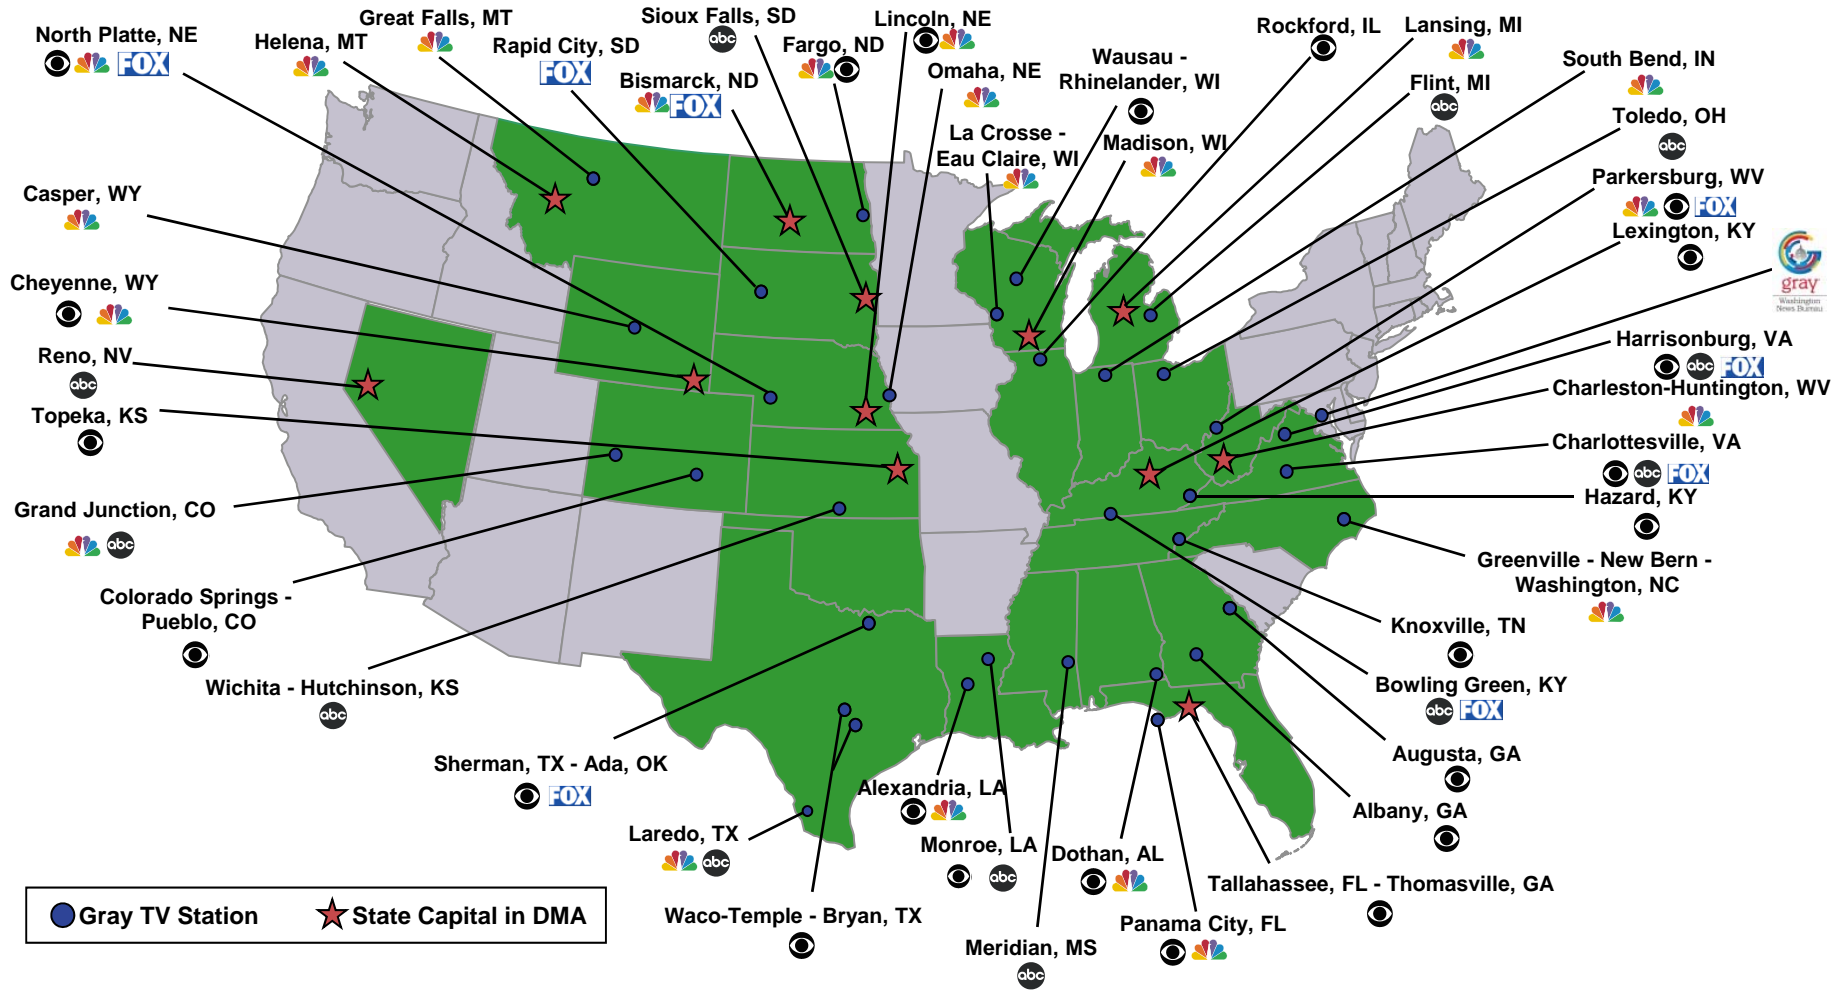 North Platte, NE
FOX
Helena, MT
Great Falls, MT
Rapid City, SD
FOX
Sioux Falls, SD
abc
Bismarck, ND
FOX
Fargo, ND
Lincoln, NE
Omaha, NE
Wausau -
Rhinelander, WI
La Crosse -
Eau Claire, WI
Madison, WI
Rockford, IL
Lansing, MI
Flint, MI
abc
South Bend, IN
Toledo, OH
abc
Parkersburg, WV
FOX
Lexington, KY
gray
Washington
News Bureau
Harrisonburg, VA
abc
FOX
Charleston-Huntington, WV
Charlottesville, VA
abc
FOX
Hazard, KY
Greenville - New Bern -
Washington, NC
Knoxville, TN
Bowling Green, KY
abc
FOX
Augusta, GA
Albany, GA
Tallahassee, FL - Thomasville, GA
Panama City, FL
Dothan, AL
Meridian, MS
abc
Monroe, LA
abc
Alexandria, LA
Waco-Temple - Bryan, TX
Laredo, TX
abc
Sherman, TX - Ada, OK
FOX
Wichita - Hutchinson, KS
abc
Colorado Springs -
Pueblo, CO
Grand Junction, CO
abc
Topeka, KS
Reno, NV
abc
Cheyenne, WY
Casper, WY
Gray TV Station
State Capital in DMA